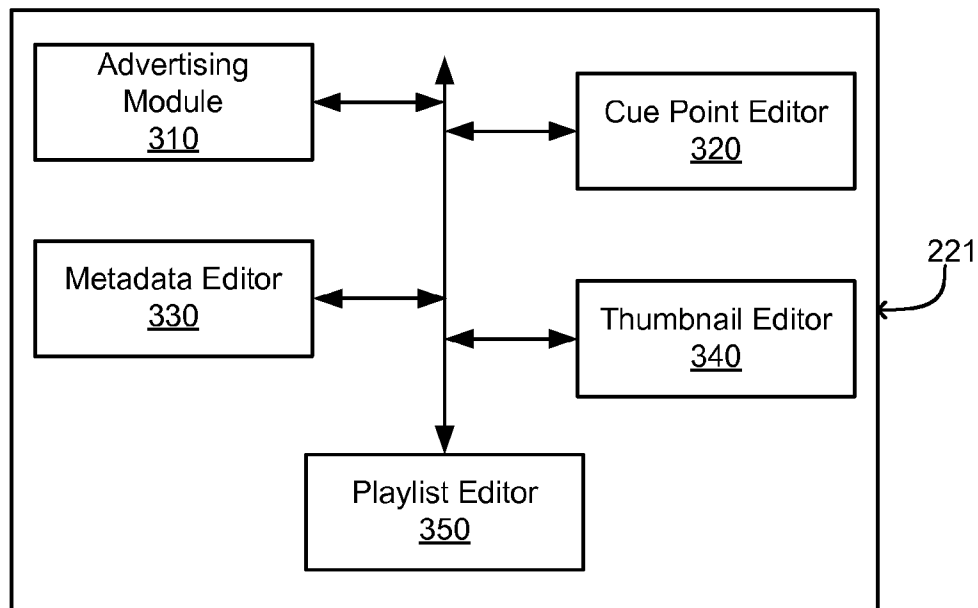 Advertising
Module
310
Cue Point Editor
320
Metadata Editor
330
221
Thumbnail Editor
340
Playlist Editor
350